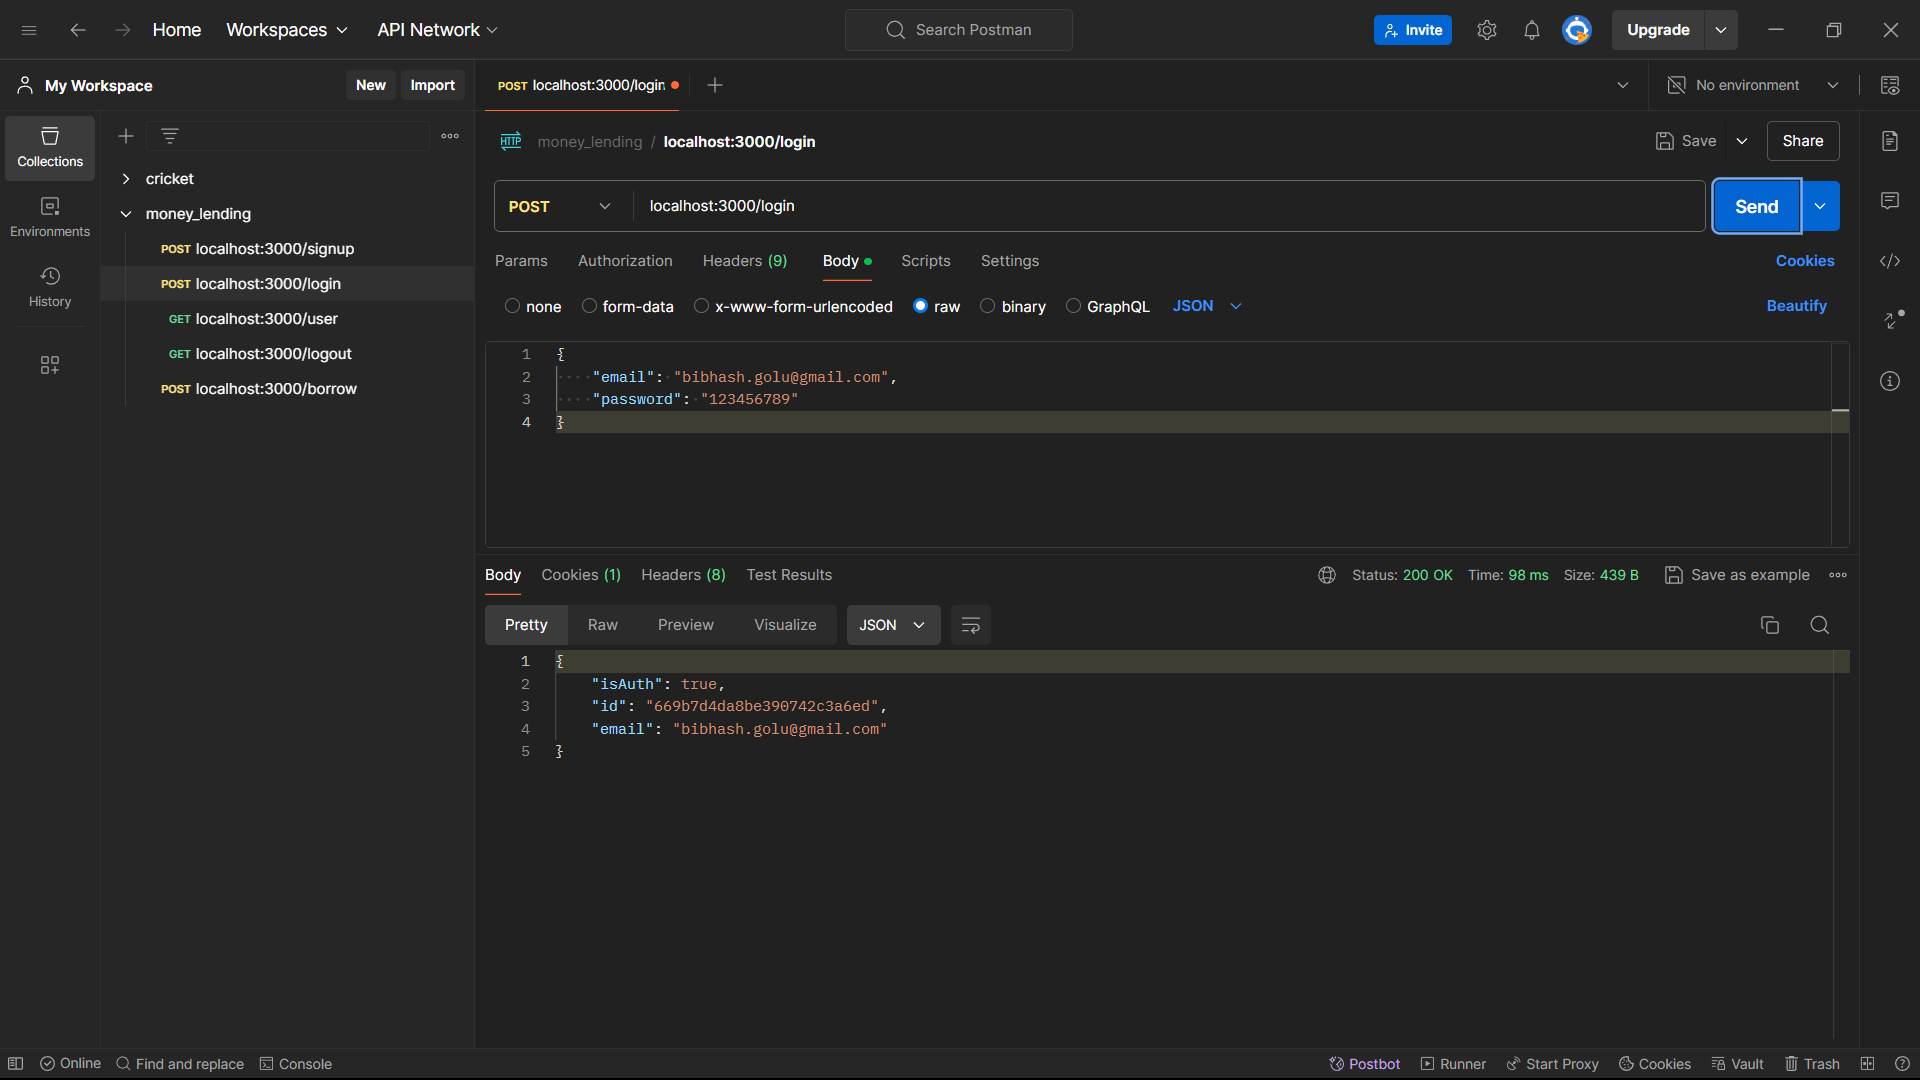 Home Workspaces API Network Search Postman Invite Upgrade
My Workspace New Import POST localhost:3000/login No environment
Collections
Environments
History
cricket
money_lending
POST localhost:3000/signup
POST localhost:3000/login
GET localhost:3000/user
GET localhost:3000/logout
POST localhost:3000/borrow
HTTP money_lending / localhost:3000/login Save Share
POST localhost:3000/login Send
Params Authorization Headers (9) Body Scripts Settings Cookies
none form-data x-www-form-urlencoded raw binary GraphQL JSON Beautify
1 {
2 "email": "bibhash.golu@gmail.com",
3 "password": "123456789"
4 }
Body Cookies (1) Headers (8) Test Results Status: 200 OK Time: 98 ms Size: 439 B Save as example
Pretty Raw Preview Visualize JSON
1 {
2 "isAuth": true,
3 "id": "669b7d4da8be390742c3a6ed",
4 "email": "bibhash.golu@gmail.com"
5 }
Online Find and replace Console Postbot Runner Start Proxy Cookies Vault Trash